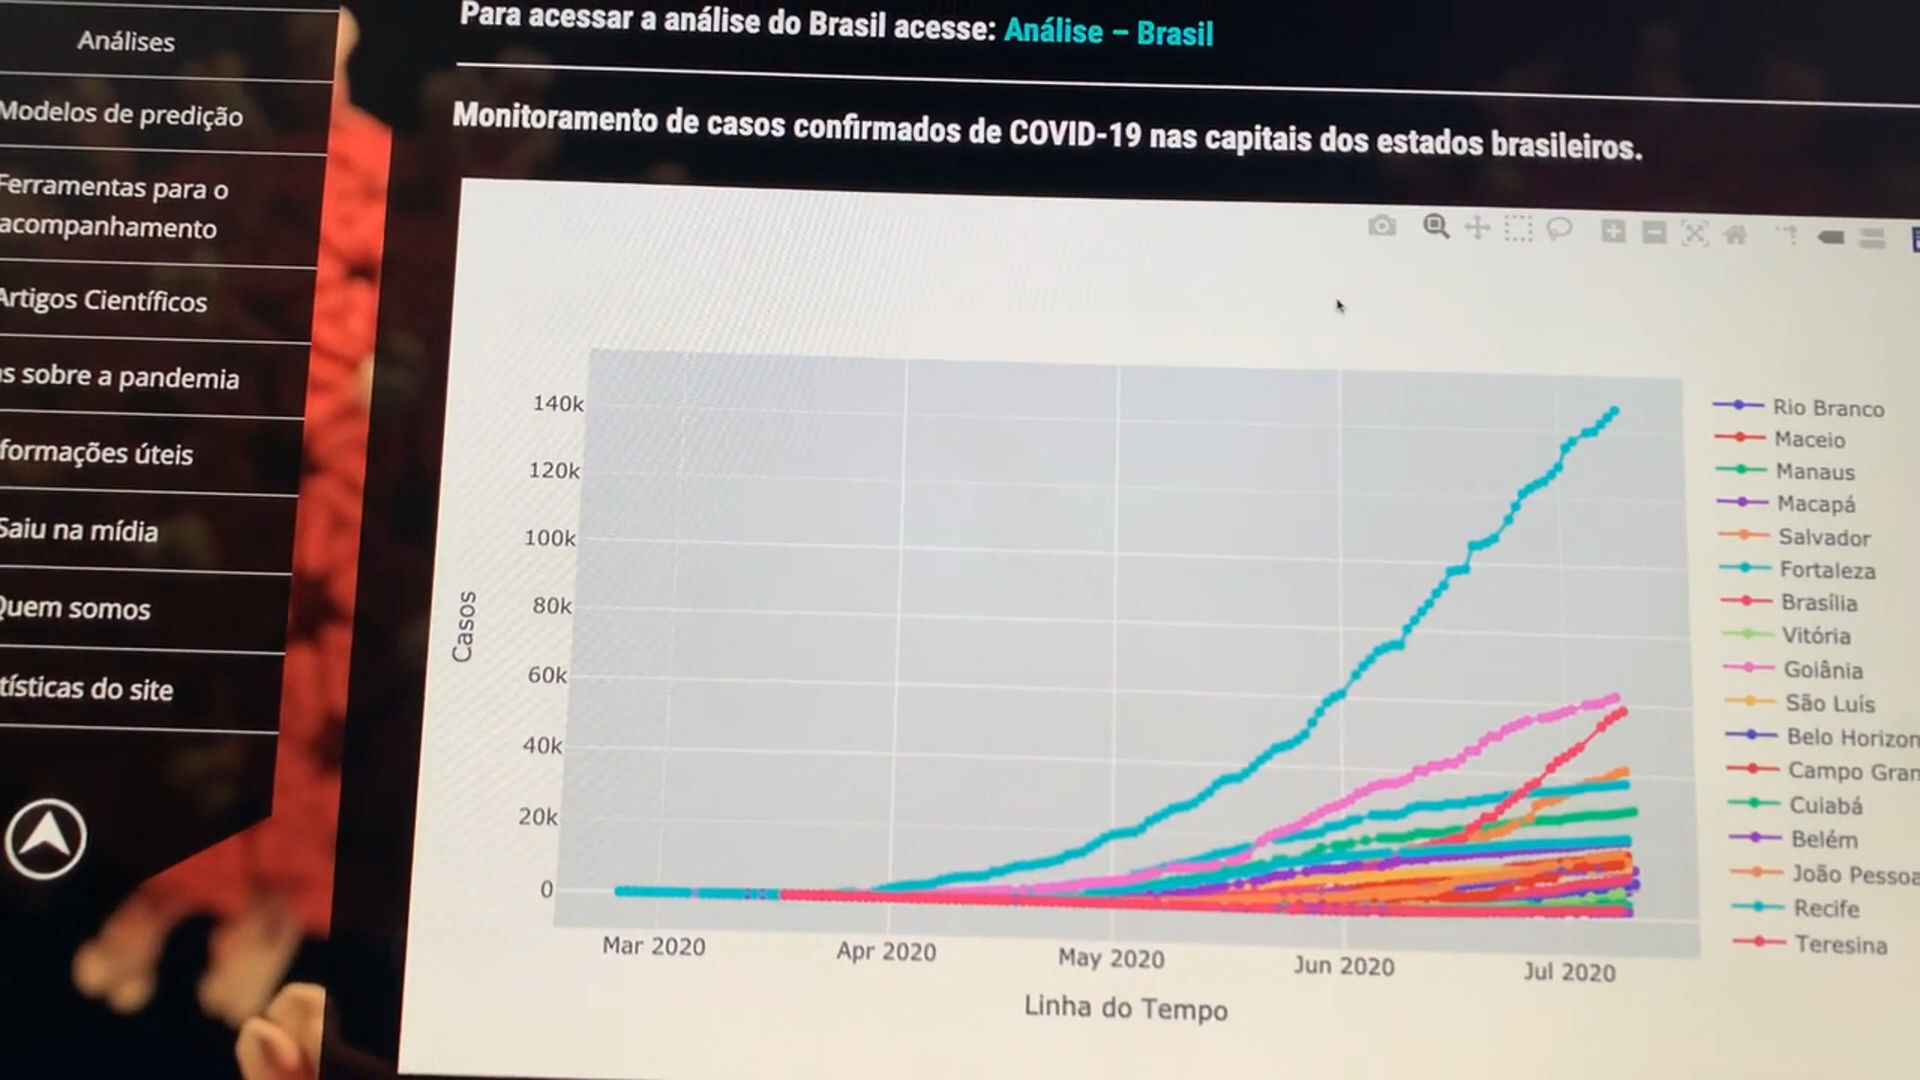 Análises
Modelos de predição
Ferramentas para o
acompanhamento
Artigos Científicos
s sobre a pandemia
formações úteis
Saiu na mídia
Quem somos
tísticas do site
Para acessar a análise do Brasil acesse: Análise – Brasil
Monitoramento de casos confirmados de COVID-19 nas capitais dos estados brasileiros.
Casos
140k
120k
100k
80k
60k
40k
20k
0
Mar 2020
Apr 2020
May 2020
Jun 2020
Jul 2020
Linha do Tempo
Rio Branco
Maceio
Manaus
Macapá
Salvador
Fortaleza
Brasília
Vitória
Goiânia
São Luís
Belo Horizon
Campo Gran
Cuiabá
Belém
João Pessoa
Recife
Teresina